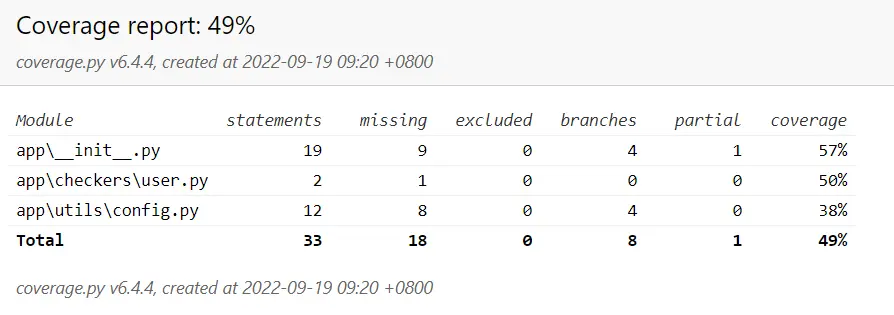 Coverage report: 49%
coverage.py v6.4.4, created at 2022-09-19 09:20 +0800
Module statements missing excluded branches partial coverage
app\__init__.py 19 9 0 4 1 57%
app\checkers\user.py 2 1 0 0 0 50%
app\utils\config.py 12 8 0 4 0 38%
Total 33 18 0 8 1 49%
coverage.py v6.4.4, created at 2022-09-19 09:20 +0800